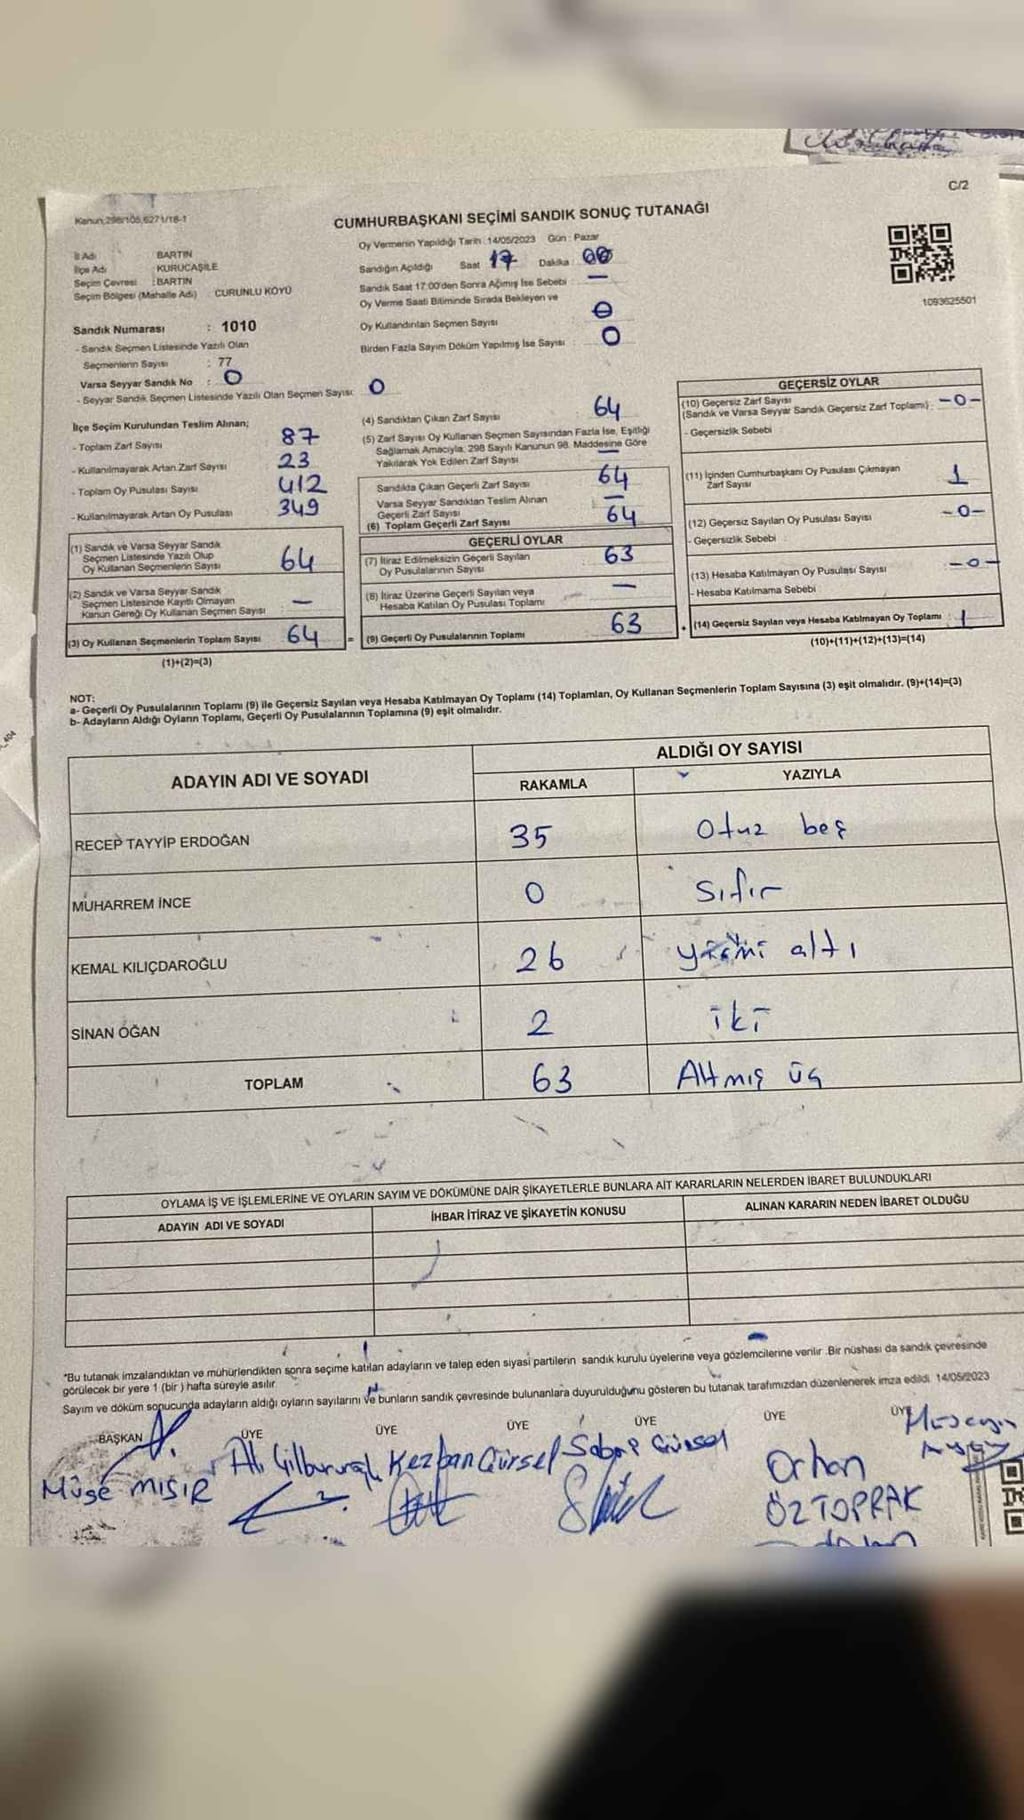 C/2
Kanun:298/105,6271/18-1
CUMHURBAŞKANI SEÇİMİ SANDIK SONUÇ TUTANAĞI
Oy Vermenin Yapıldığı Tarih :14/05/2023 Gün : Pazar
İl Adı BARTIN
İlçe Adı :KURUCAŞİLE
Seçim Çevresi :BARTIN
Seçim Bölgesi (Mahalle Adı) CURUNLU KÖYÜ
Sandığın Açıldığı Saat 17 Dakika 00
Sandık Saat 17:00'den Sonra Açımış İse Sebebi : —
Oy Verme Saati Bitiminde Sırada Bekleyen ve
Oy Kullandırılan Seçmen Sayısı 0
Birden Fazla Sayım Döküm Yapılmış İse Sayısı : 0
1093625501
Sandık Numarası : 1010
- Sandık Seçmen Listesinde Yazılı Olan
Seçmenlerin Sayısı : 77
Varsa Seyyar Sandık No : 0
- Seyyar Sandık Seçmen Listesinde Yazılı Olan Seçmen Sayısı: 0
İlçe Seçim Kurulundan Teslim Alınan;
- Toplam Zarf Sayısı 87
- Kullanılmayarak Artan Zarf Sayısı 23
- Toplam Oy Pusulası Sayısı 412
- Kullanılmayarak Artan Oy Pusulası 349
(1) Sandık ve Varsa Seyyar Sandık
Seçmen Listesinde Yazılı Olup
Oy Kullanan Seçmenlerin Sayısı 64
(2) Sandık ve Varsa Seyyar Sandık
Seçmen Listesinde Kayıtlı Olmayan
Kanun Gereği Oy Kullanan Seçmen Sayısı —
(3) Oy Kullanan Seçmenlerin Toplam Sayısı 64 =
(1)+(2)=(3)
(4) Sandıktan Çıkan Zarf Sayısı 64
(5) Zarf Sayısı Oy Kullanan Seçmen Sayısından Fazla İse, Eşitliği
Sağlamak Amacıyla, 298 Sayılı Kanunun 98. Maddesine Göre
Yakılarak Yok Edilen Zarf Sayısı —
Sandıkta Çıkan Geçerli Zarf Sayısı 64
Varsa Seyyar Sandıktan Teslim Alınan
Geçerli Zarf Sayısı —
(6) Toplam Geçerli Zarf Sayısı 64
GEÇERLİ OYLAR
(7) İtiraz Edilmeksizin Geçerli Sayılan
Oy Pusulalarının Sayısı 63
(8) İtiraz Üzerine Geçerli Sayılan veya
Hesaba Katılan Oy Pusulası Toplamı —
(9) Geçerli Oy Pusulalarının Toplamı 63
GEÇERSİZ OYLAR
(10) Geçersiz Zarf Sayısı
(Sandık ve Varsa Seyyar Sandık Geçersiz Zarf Toplamı) : -0-
- Geçersizlik Sebebi :
(11) İçinden Cumhurbaşkanı Oy Pusulası Çıkmayan
Zarf Sayısı 1
(12) Geçersiz Sayılan Oy Pusulası Sayısı -0-
- Geçersizlik Sebebi :
(13) Hesaba Katılmayan Oy Pusulası Sayısı -0-
- Hesaba Katılmama Sebebi :
(14) Geçersiz Sayılan veya Hesaba Katılmayan Oy Toplamı : 1
(10)+(11)+(12)+(13)=(14)
NOT:
a- Geçerli Oy Pusulalarının Toplamı (9) ile Geçersiz Sayılan veya Hesaba Katılmayan Oy Toplamı (14) Toplamları, Oy Kullanan Seçmenlerin Toplam Sayısına (3) eşit olmalıdır. (9)+(14)=(3)
b- Adayların Aldığı Oyların Toplamı, Geçerli Oy Pusulalarının Toplamına (9) eşit olmalıdır.
ADAYIN ADI VE SOYADI ALDIĞI OY SAYISI
RAKAMLA YAZIYLA
RECEP TAYYİP ERDOĞAN 35 Otuz beş
MUHARREM İNCE 0 Sıfır
KEMAL KILIÇDAROĞLU 26 yirmi altı
SİNAN OĞAN 2 iki
TOPLAM 63 Altmış üç
OYLAMA İŞ VE İŞLEMLERİNE VE OYLARIN SAYIM VE DÖKÜMÜNE DAİR ŞİKAYETLERLE BUNLARA AİT KARARLARIN NELERDEN İBARET BULUNDUKLARI
ADAYIN ADI VE SOYADI İHBAR İTİRAZ VE ŞİKAYETİN KONUSU ALINAN KARARIN NEDEN İBARET OLDUĞU
"Bu tutanak imzalandıktan ve mühürlendikten sonra seçime katılan adayların ve talep eden siyasi partilerin sandık kurulu üyelerine veya gözlemcilerine verilir .Bir nüshası da sandık çevresinde
görülecek bir yere 1 (bir ) hafta süreyle asılır.
Sayım ve döküm sonucunda adayların aldığı oyların sayılarını ve bunların sandık çevresinde bulunanlara duyurulduğunu gösteren bu tutanak tarafımızdan düzenlenerek imza edildi. 14/05/2023
BAŞKAN ÜYE ÜYE ÜYE ÜYE ÜYE ÜYE
Müge MISIR
Kezban Gürsel
Gürsel
Orhan
ÖZTOPRAK